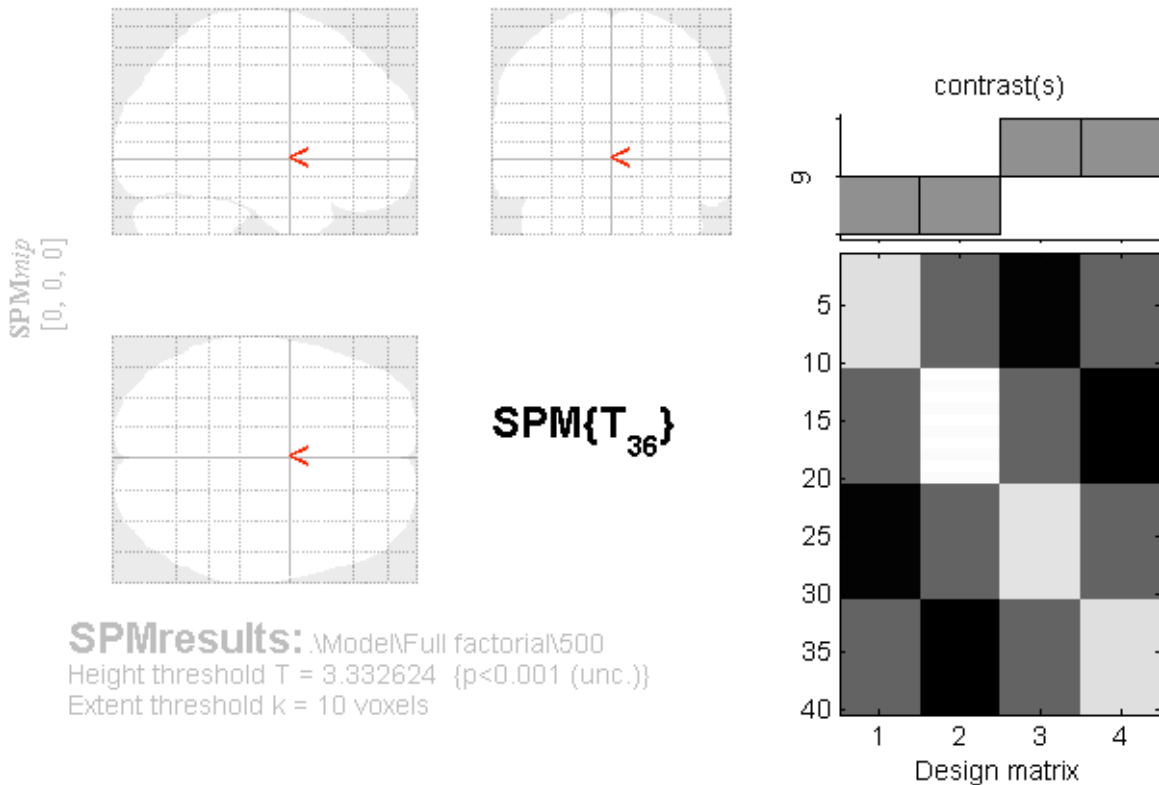 SPMmip
[0, 0, 0]
<
<
<
SPM{T36}
SPMresults: .\Model\Full factorial\500
Height threshold T = 3.332624 {p<0.001 (unc.)}
Extent threshold k = 10 voxels
contrast(s)
9
5
10
15
20
25
30
35
40
1 2 3 4
Design matrix